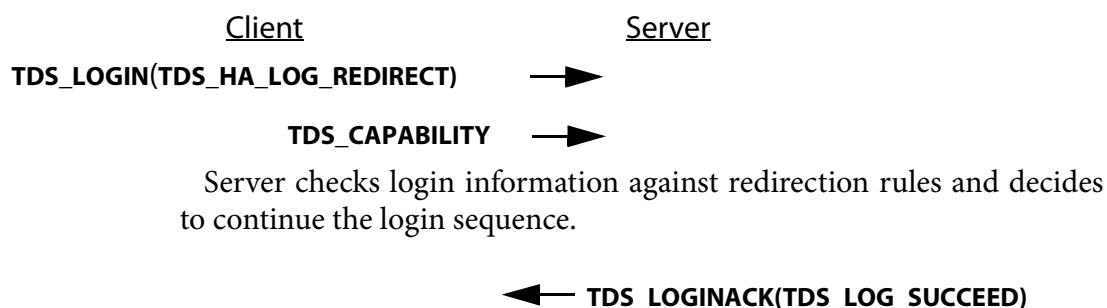 Client Server
TDS_LOGIN(TDS_HA_LOG_REDIRECT)
TDS_CAPABILITY
Server checks login information against redirection rules and decides
to continue the login sequence.
TDS_LOGINACK(TDS_LOG_SUCCEED)